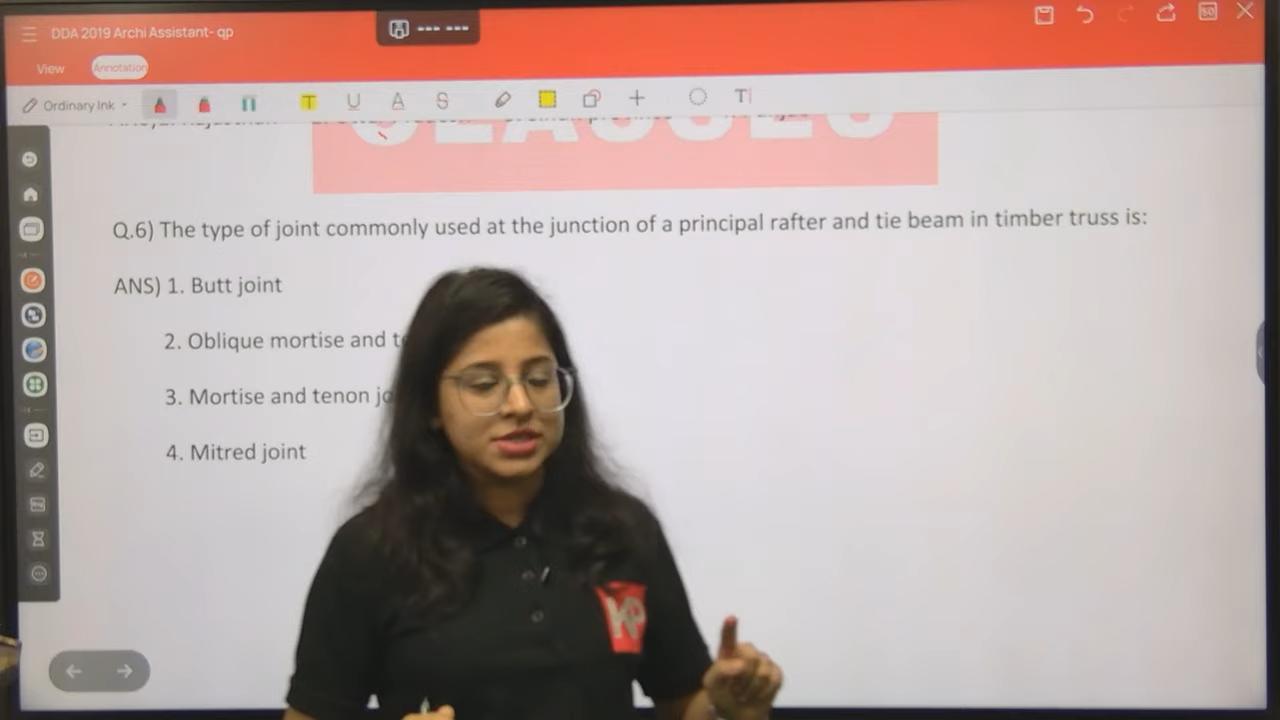 DDA 2019 Archi Assistant- qp
View
Annotation
Ordinary Ink
T U A S
T
CLASSES
Q.6) The type of joint commonly used at the junction of a principal rafter and tie beam in timber truss is:
ANS) 1. Butt joint
2. Oblique mortise and
3. Mortise and tenon
4. Mitred joint
KP